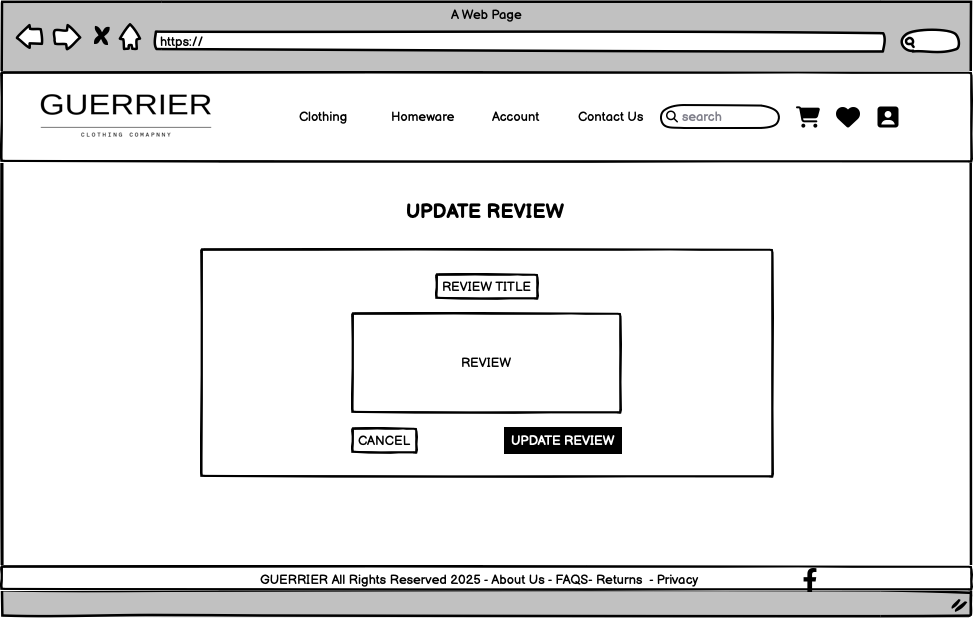 A Web Page
https://
GUERRIER
CLOTHING COMAPNNY
Clothing Homeware Account Contact Us search
UPDATE REVIEW
REVIEW TITLE
REVIEW
CANCEL UPDATE REVIEW
GUERRIER All Rights Reserved 2025 - About Us - FAQS- Returns - Privacy